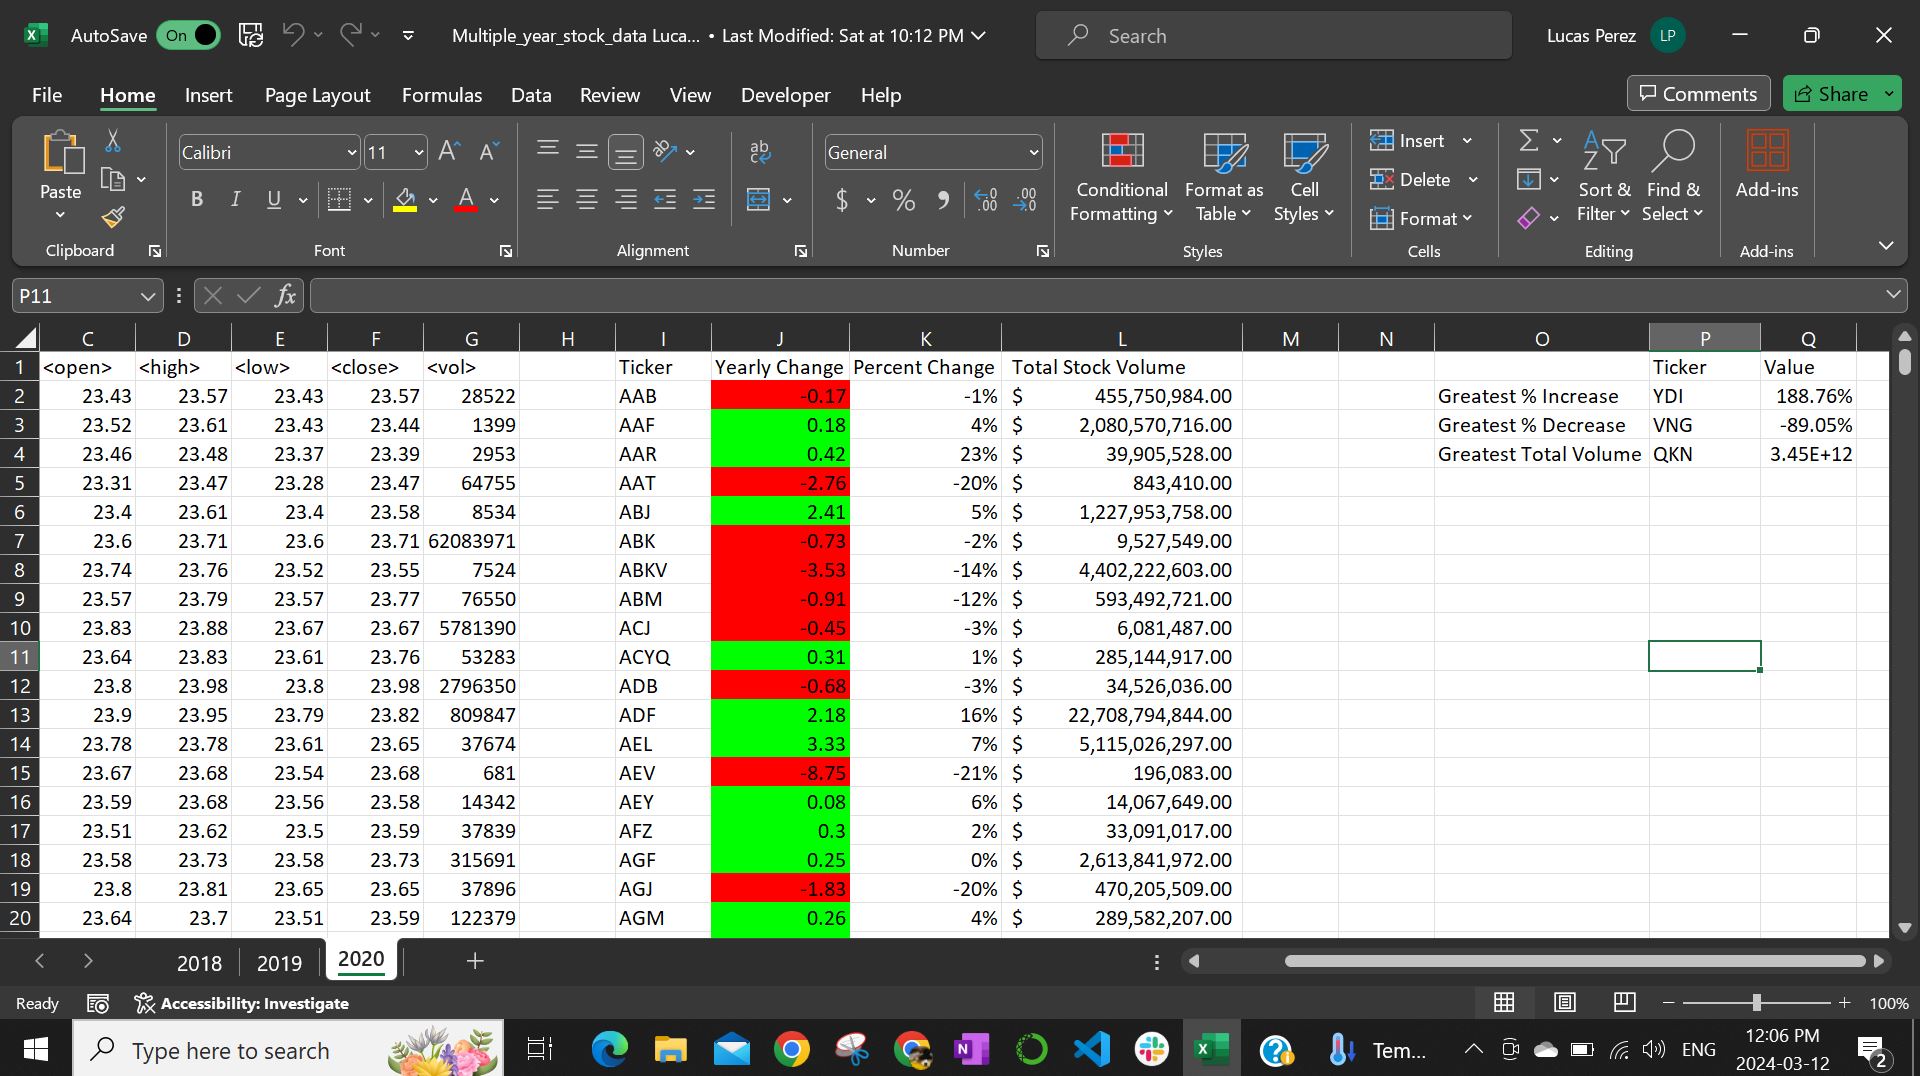 AutoSave On Multiple_year_stock_data Luca... • Last Modified: Sat at 10:12 PM Search Lucas Perez LP
File Home Insert Page Layout Formulas Data Review View Developer Help Comments Share
Paste
Calibri 11
General
Conditional Formatting
Format as Table
Cell Styles
Insert
Delete
Format
Sort & Filter
Find & Select
Add-ins
Clipboard Font Alignment Number Styles Cells Editing Add-ins
P11 fx
C D E F G H I J K L M N O P Q
1 <open> <high> <low> <close> <vol> Ticker Yearly Change Percent Change Total Stock Volume Ticker Value
2 23.43 23.57 23.43 23.57 28522 AAB -0.17 -1% $ 455,750,984.00 Greatest % Increase YDI 188.76%
3 23.52 23.61 23.43 23.44 1399 AAF 0.18 4% $ 2,080,570,716.00 Greatest % Decrease VNG -89.05%
4 23.46 23.48 23.37 23.39 2953 AAR 0.42 23% $ 39,905,528.00 Greatest Total Volume QKN 3.45E+12
5 23.31 23.47 23.28 23.47 64755 AAT -2.76 -20% $ 843,410.00
6 23.4 23.61 23.4 23.58 8534 ABJ 2.41 5% $ 1,227,953,758.00
7 23.6 23.71 23.6 23.71 62083971 ABK -0.73 -2% $ 9,527,549.00
8 23.74 23.76 23.52 23.55 7524 ABKV -3.53 -14% $ 4,402,222,603.00
9 23.57 23.79 23.57 23.77 76550 ABM -0.91 -12% $ 593,492,721.00
10 23.83 23.88 23.67 23.67 5781390 ACJ -0.45 -3% $ 6,081,487.00
11 23.64 23.83 23.61 23.76 53283 ACYQ 0.31 1% $ 285,144,917.00
12 23.8 23.98 23.8 23.98 2796350 ADB -0.68 -3% $ 34,526,036.00
13 23.9 23.95 23.79 23.82 809847 ADF 2.18 16% $ 22,708,794,844.00
14 23.78 23.78 23.61 23.65 37674 AEL 3.33 7% $ 5,115,026,297.00
15 23.67 23.68 23.54 23.68 681 AEV -8.75 -21% $ 196,083.00
16 23.59 23.68 23.56 23.58 14342 AEY 0.08 6% $ 14,067,649.00
17 23.51 23.62 23.5 23.59 37839 AFZ 0.3 2% $ 33,091,017.00
18 23.58 23.73 23.58 23.73 315691 AGF 0.25 0% $ 2,613,841,972.00
19 23.8 23.81 23.65 23.65 37896 AGJ -1.83 -20% $ 470,205,509.00
20 23.64 23.7 23.51 23.59 122379 AGM 0.26 4% $ 289,582,207.00
2018 2019 2020
Ready Accessibility: Investigate 100%
Type here to search Tem... ENG 12:06 PM
2024-03-12 2